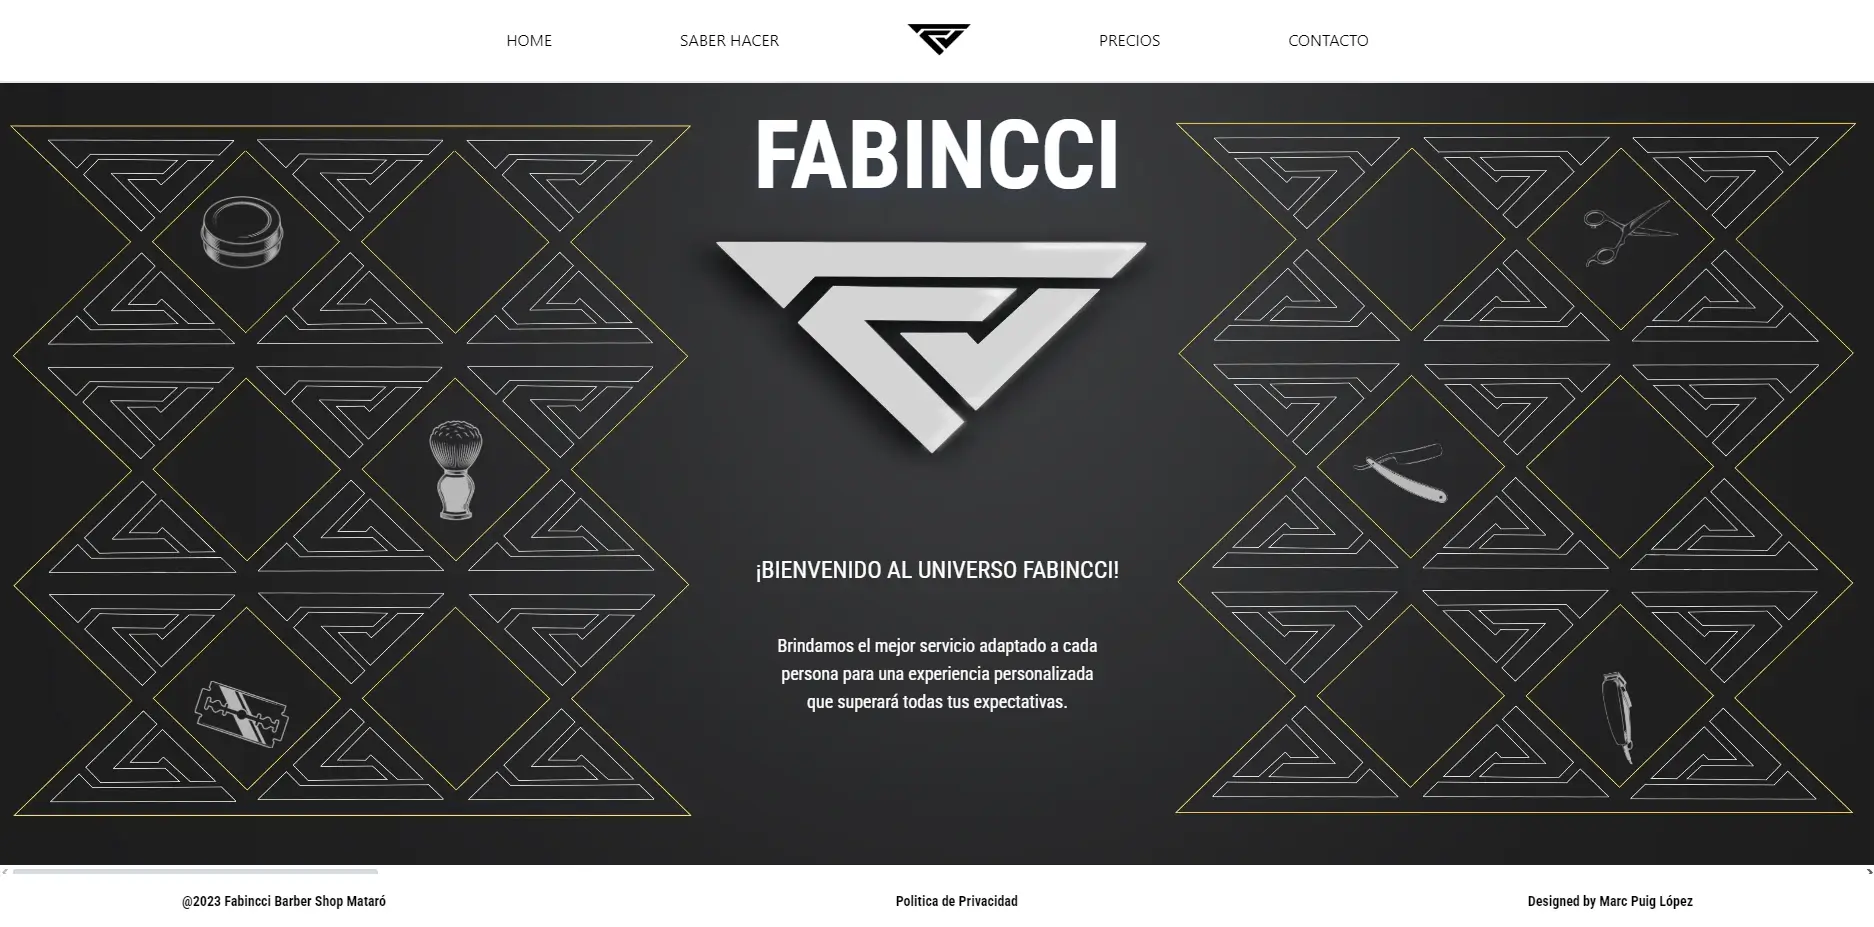 HOME
SABER HACER
PRECIOS
CONTACTO
FABINCCI
¡BIENVENIDO AL UNIVERSO FABINCCI!
Brindamos el mejor servicio adaptado a cada
persona para una experiencia personalizada
que superará todas tus expectativas.
@2023 Fabincci Barber Shop Mataró
Politica de Privacidad
Designed by Marc Puig López